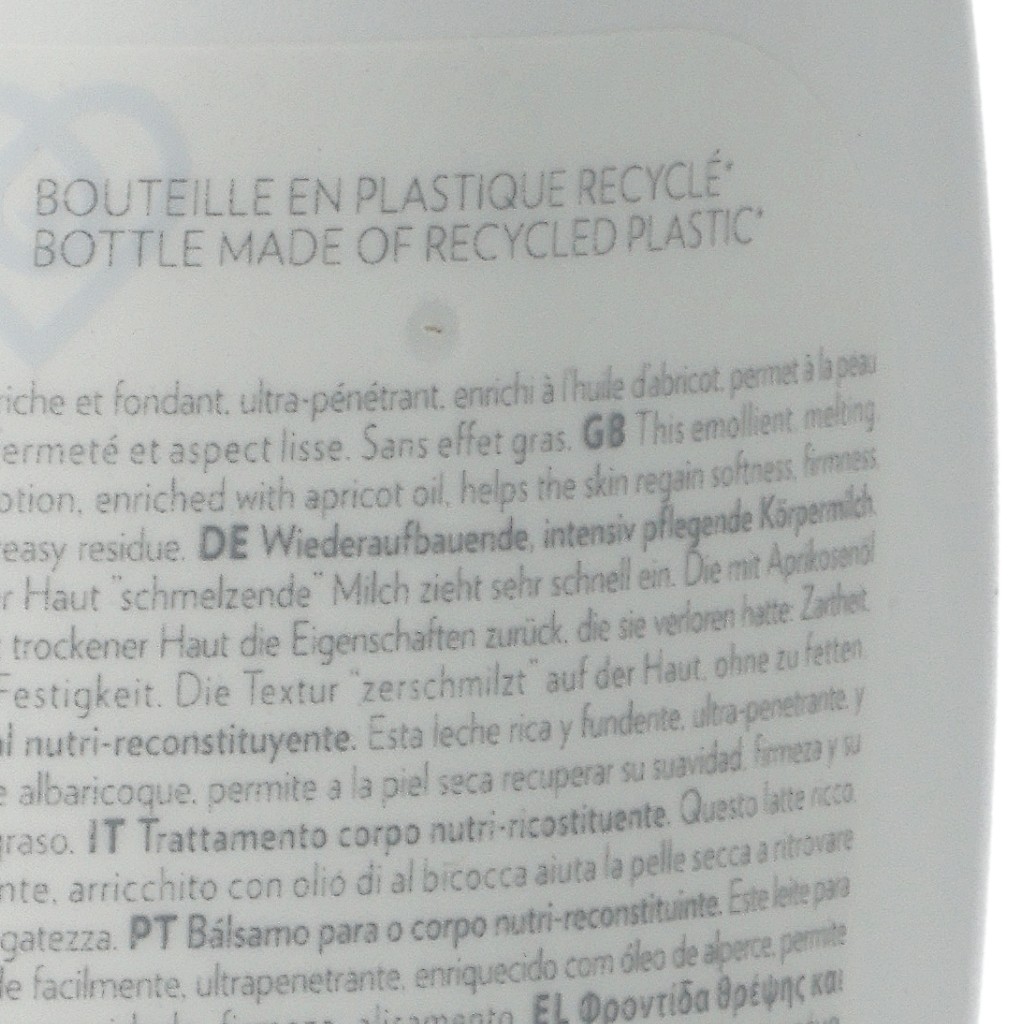 BOUTEILLE EN PLASTIQUE RECYCLÉ*
BOTTLE MADE OF RECYCLED PLASTIC*
riche et fondant, ultra-pénétrant, enrichi à l'huile d'abricot, permet à la peau
ermeté et aspect lisse. Sans effet gras. GB This emollient, melting,
otion, enriched with apricot oil, helps the skin regain softness, firmness
reasy residue. DE Wiederaufbauende, intensiv pflegende Körpermilch.
r Haut "schmelzende" Milch zieht sehr schnell ein. Die mit Aprikosenöl
trockener Haut die Eigenschaften zurück, die sie verloren hatte: Zartheit,
Festigkeit. Die Textur "zerschmilzt" auf der Haut, ohne zu fetten.
al nutri-reconstituyente. Esta leche rica y fundente, ultra-penetrante, y
e albaricoque, permite a la piel seca recuperar su suavidad, firmeza y su
graso. IT Trattamento corpo nutri-ricostituente. Questo latte ricco,
nte, arricchito con olio di al bicocca aiuta la pelle secca a ritrovare
gatezza. PT Bálsamo para o corpo nutri-reconstituinte. Este leite para
de facilmente, ultrapenetrante, enriquecido com óleo de alperce, permite
firmeza, alisamento. EL Φροντίδα θρέψης και